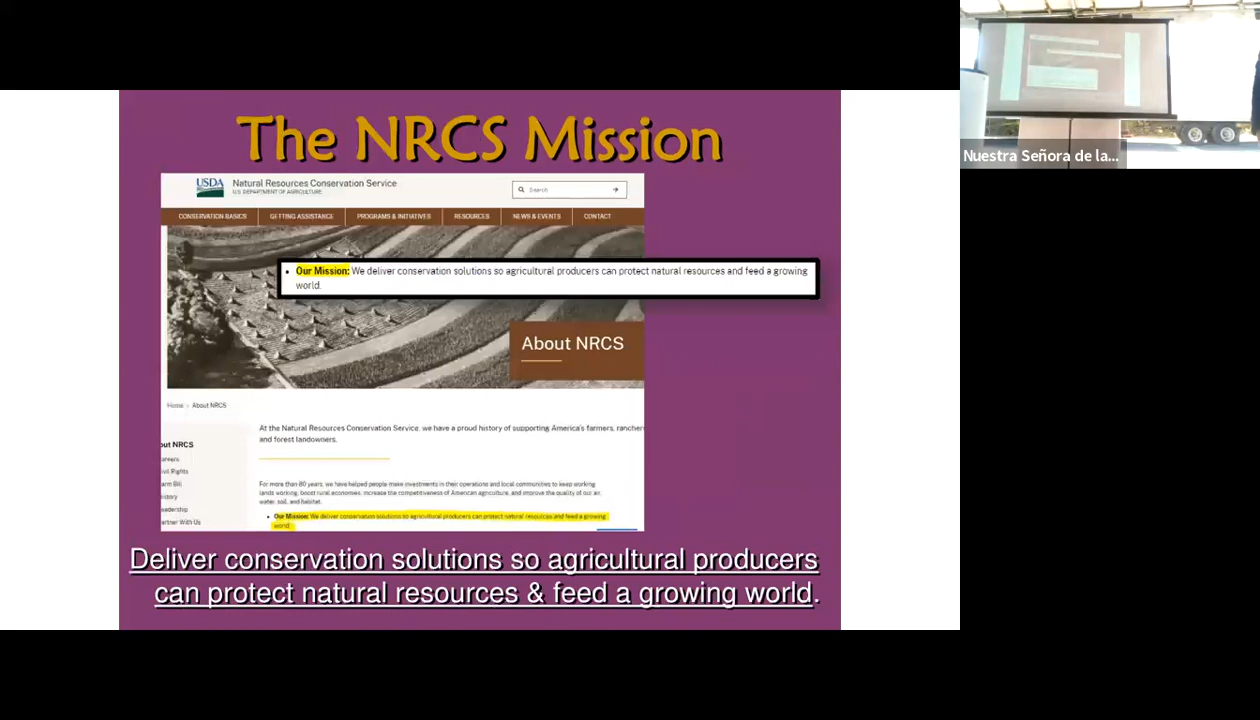 The NRCS Mission
USDA
Natural Resources Conservation Service
U.S. DEPARTMENT OF AGRICULTURE
Search
CONSERVATION BASICS
GETTING ASSISTANCE
PROGRAMS & INITIATIVES
RESOURCES
NEWS & EVENTS
CONTACT
• Our Mission: We deliver conservation solutions so agricultural producers can protect natural resources and feed a growing
world.
About NRCS
Home > About NRCS
At the Natural Resources Conservation Service, we have a proud history of supporting America's farmers, ranchers
and forest landowners.
out NRCS
areers
ivil Rights
arm Bill
istory
eadership
artner With Us
For more than 80 years, we have helped people make investments in their operations and local communities to keep working
lands working, boost rural economies, increase the competitiveness of American agriculture, and improve the quality of our air,
water, soil, and habitat.
• Our Mission: We deliver conservation solutions so agricultural producers can protect natural resources and feed a growing
world.
Deliver conservation solutions so agricultural producers
can protect natural resources & feed a growing world.
Nuestra Señora de la...